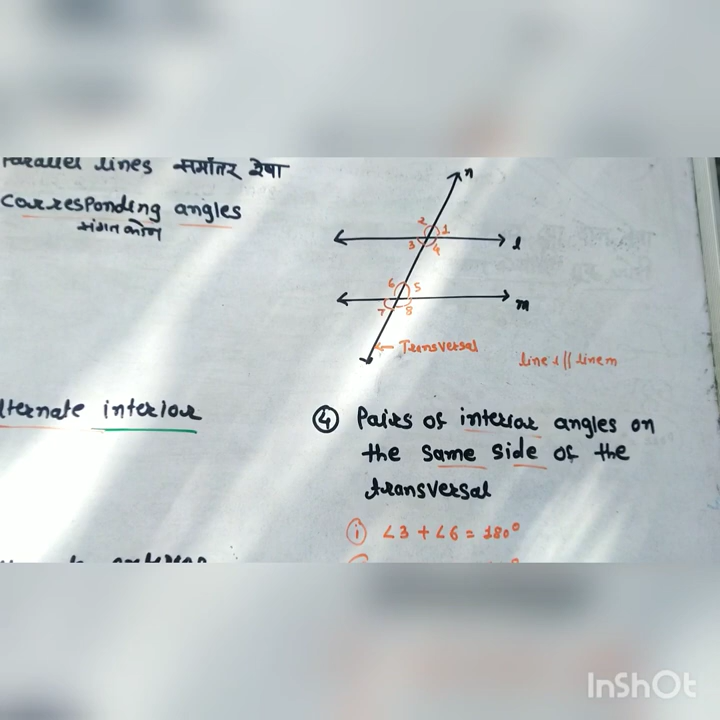 Parallel lines समांतर रेषा
Corresponding angles
संगत कोण
n
2 1
3 4
l
6 5
7 8
m
← Transversal
line l // line m
lternate interior
④ Pairs of interior angles on
the same side of the
transversal
ⓘ ∠3 + ∠6 = 180°
InShOt